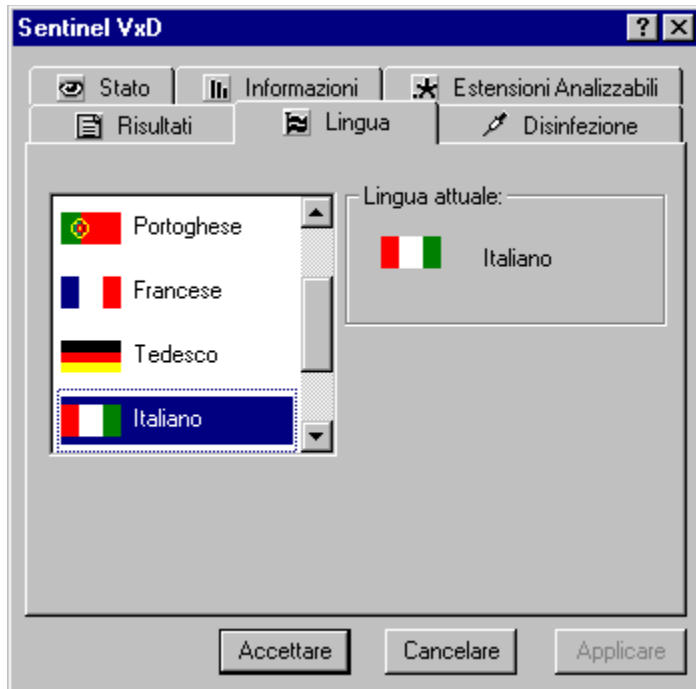 Sentinel VxD
Stato Informazioni Estensioni Analizzabili
Risultati Lingua Disinfezione
Portoghese
Francese
Tedesco
Italiano
Lingua attuale:
Italiano
Accettare Cancelare Applicare